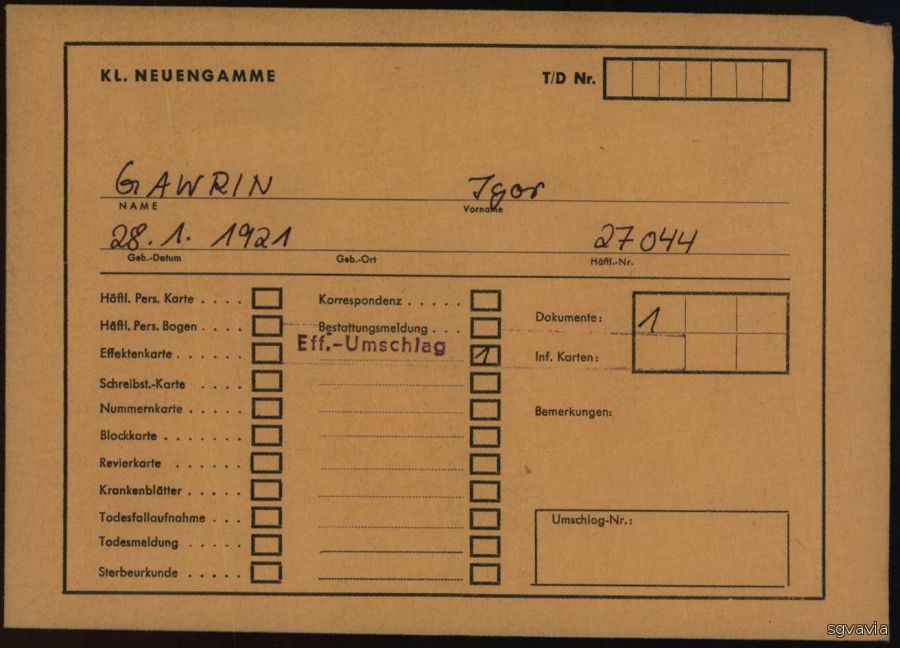 KL. NEUENGAMME
T/D Nr.
GAWRIN Igor
NAME Vorname
28. 1. 1921 27044
Geb.-Datum Geb.-Ort Häftl.-Nr.
Häftl. Pers. Karte . . . .
Häftl. Pers. Bogen . . . .
Effektenkarte . . . . . .
Schreibst.-Karte . . . .
Nummernkarte . . . . .
Blockkarte . . . . . . .
Revierkarte . . . . . .
Krankenblätter . . . . .
Todesfallaufnahme . . .
Todesmeldung . . . . .
Sterbeurkunde . . . . .
Korrespondenz . . . . .
Bestattungsmeldung . . .
Eff.-Umschlag 1
Dokumente: 1
Inf. Karten:
Bemerkungen:
Umschlag-Nr.:
sgvavia